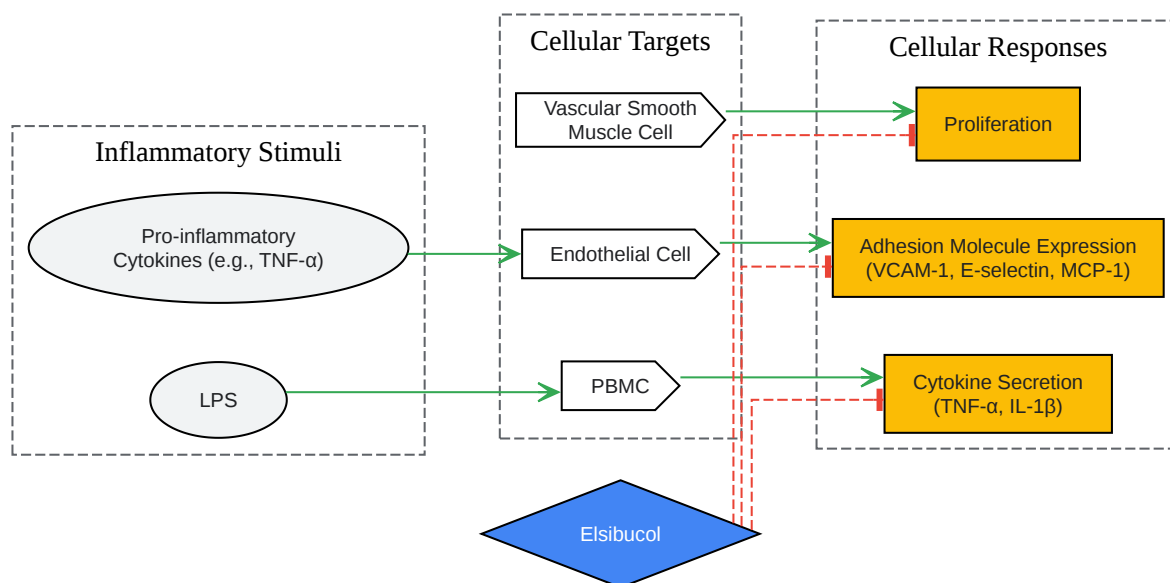 Inflammatory Stimuli
Pro-inflammatory
Cytokines (e.g., TNF-α)
LPS
Cellular Targets
Vascular Smooth
Muscle Cell
Endothelial Cell
PBMC
Cellular Responses
Proliferation
Adhesion Molecule Expression
(VCAM-1, E-selectin, MCP-1)
Cytokine Secretion
(TNF-α, IL-1β)
Elsibucol